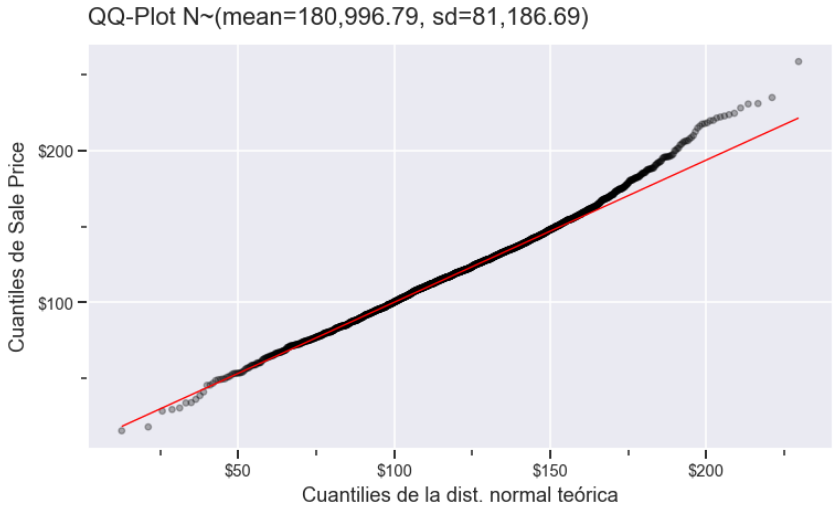 QQ-Plot N~(mean=180,996.79, sd=81,186.69)
Cuantiles de Sale Price
$200
$100
$50
$100
$150
$200
Cuantilies de la dist. normal teórica